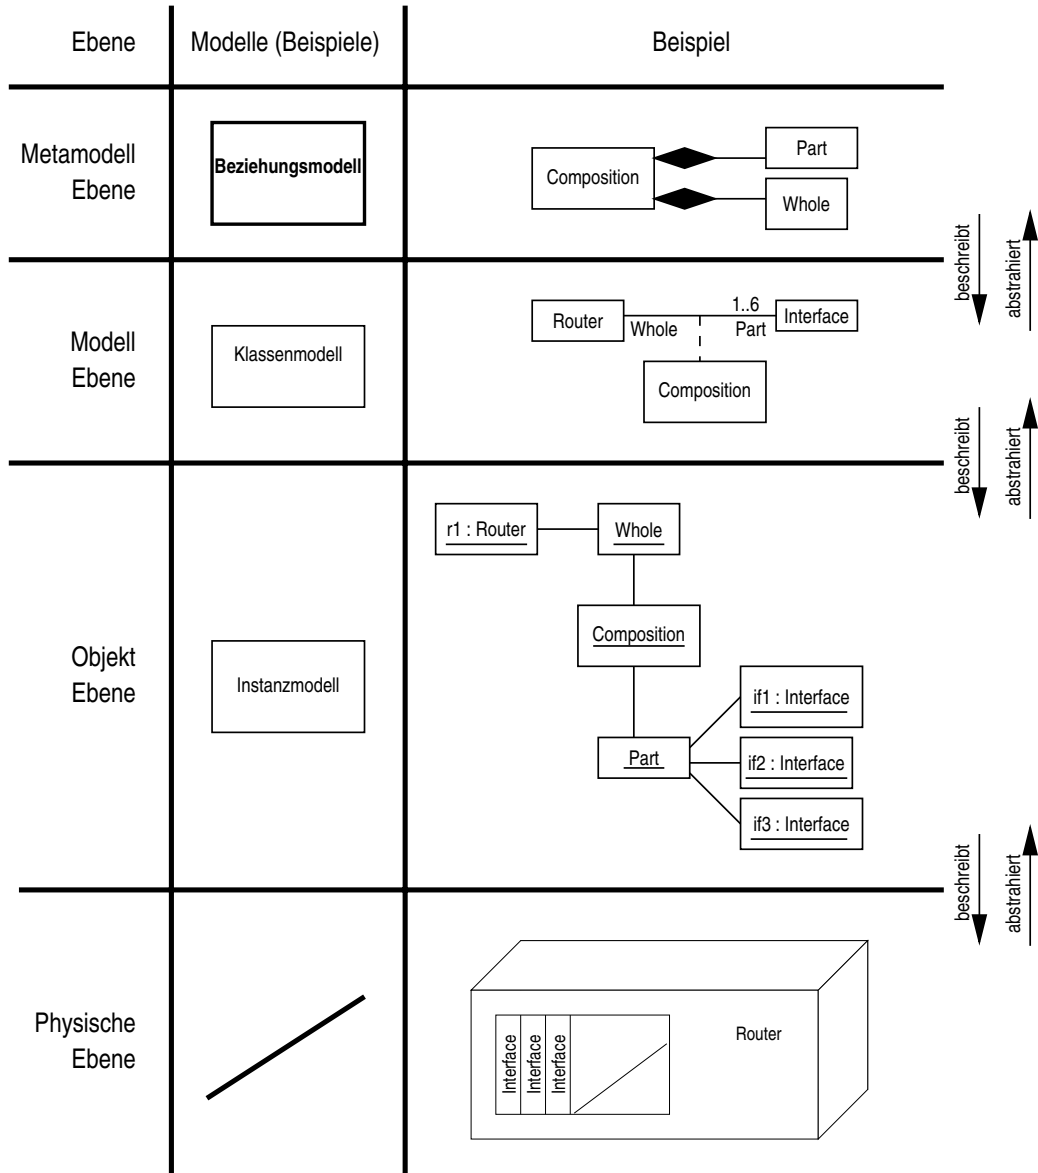 Ebene
Modelle (Beispiele)
Beispiel
Metamodell
Ebene
Beziehungsmodell
Composition
Part
Whole
beschreibt
abstrahiert
Modell
Ebene
Klassenmodell
Router
Whole
1..6
Part
Interface
Composition
beschreibt
abstrahiert
Objekt
Ebene
Instanzmodell
r1 : Router
Whole
Composition
Part
if1 : Interface
if2 : Interface
if3 : Interface
beschreibt
abstrahiert
Physische
Ebene
Interface
Interface
Interface
Router